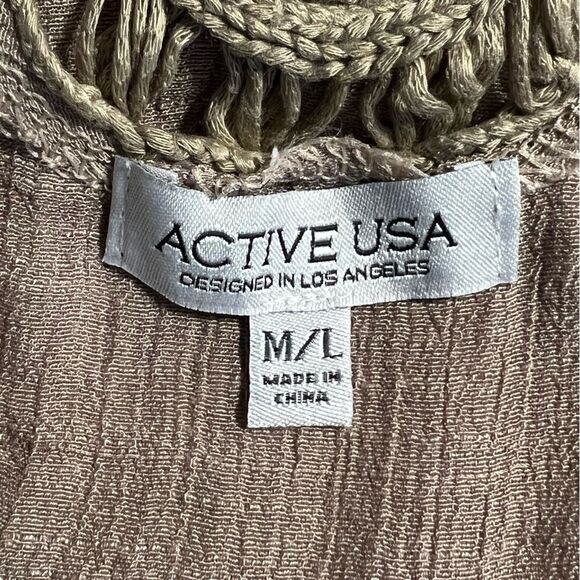 ACTIVE USA
DESIGNED IN LOS ANGELES
M/L
MADE IN
CHINA